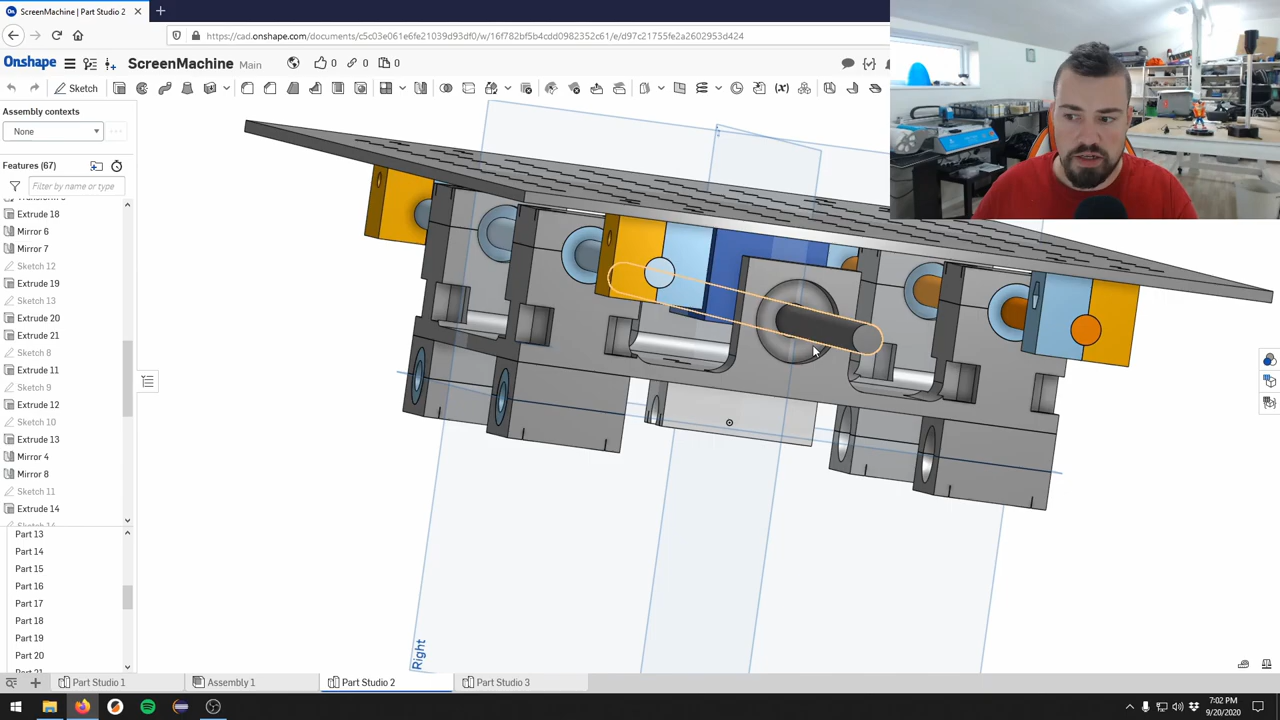 ScreenMachine | Part Studio 2
https://cad.onshape.com/documents/c5c03e061e6fe21039d93df0/w/16f782bf5b4cdd0982352c61/e/d97c21755fe2a2602953d424
Onshape
ScreenMachine Main
0
0
0
Sketch
Assembly contexts
None
Features (67)
Filter by name or type
Extrude 18
Mirror 6
Mirror 7
Sketch 12
Extrude 19
Sketch 13
Extrude 20
Extrude 21
Sketch 8
Extrude 11
Sketch 9
Extrude 12
Sketch 10
Extrude 13
Mirror 4
Mirror 8
Sketch 11
Extrude 14
Part 13
Part 14
Part 15
Part 16
Part 17
Part 18
Part 19
Part 20
Right
Part Studio 1
Assembly 1
Part Studio 2
Part Studio 3
7:02 PM
9/20/2020